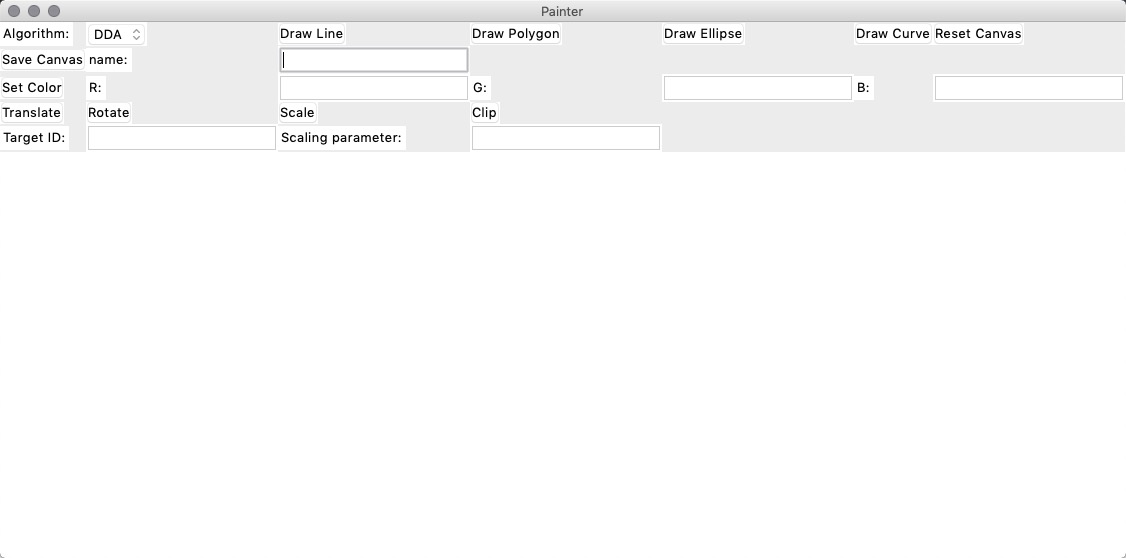 Painter
Algorithm: DDA Draw Line Draw Polygon Draw Ellipse Draw Curve Reset Canvas
Save Canvas name:
Set Color R: G: B:
Translate Rotate Scale Clip
Target ID: Scaling parameter: